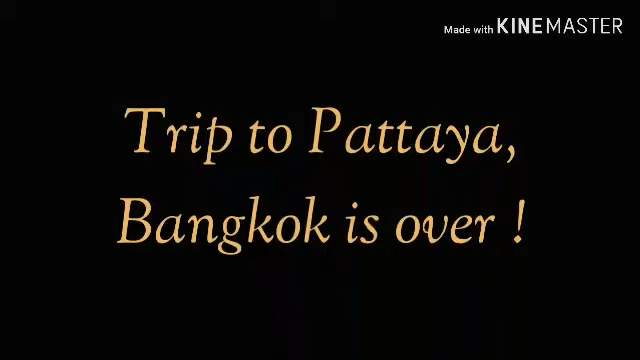 Made with KINEMASTER
Trip to Pattaya,
Bangkok is over !